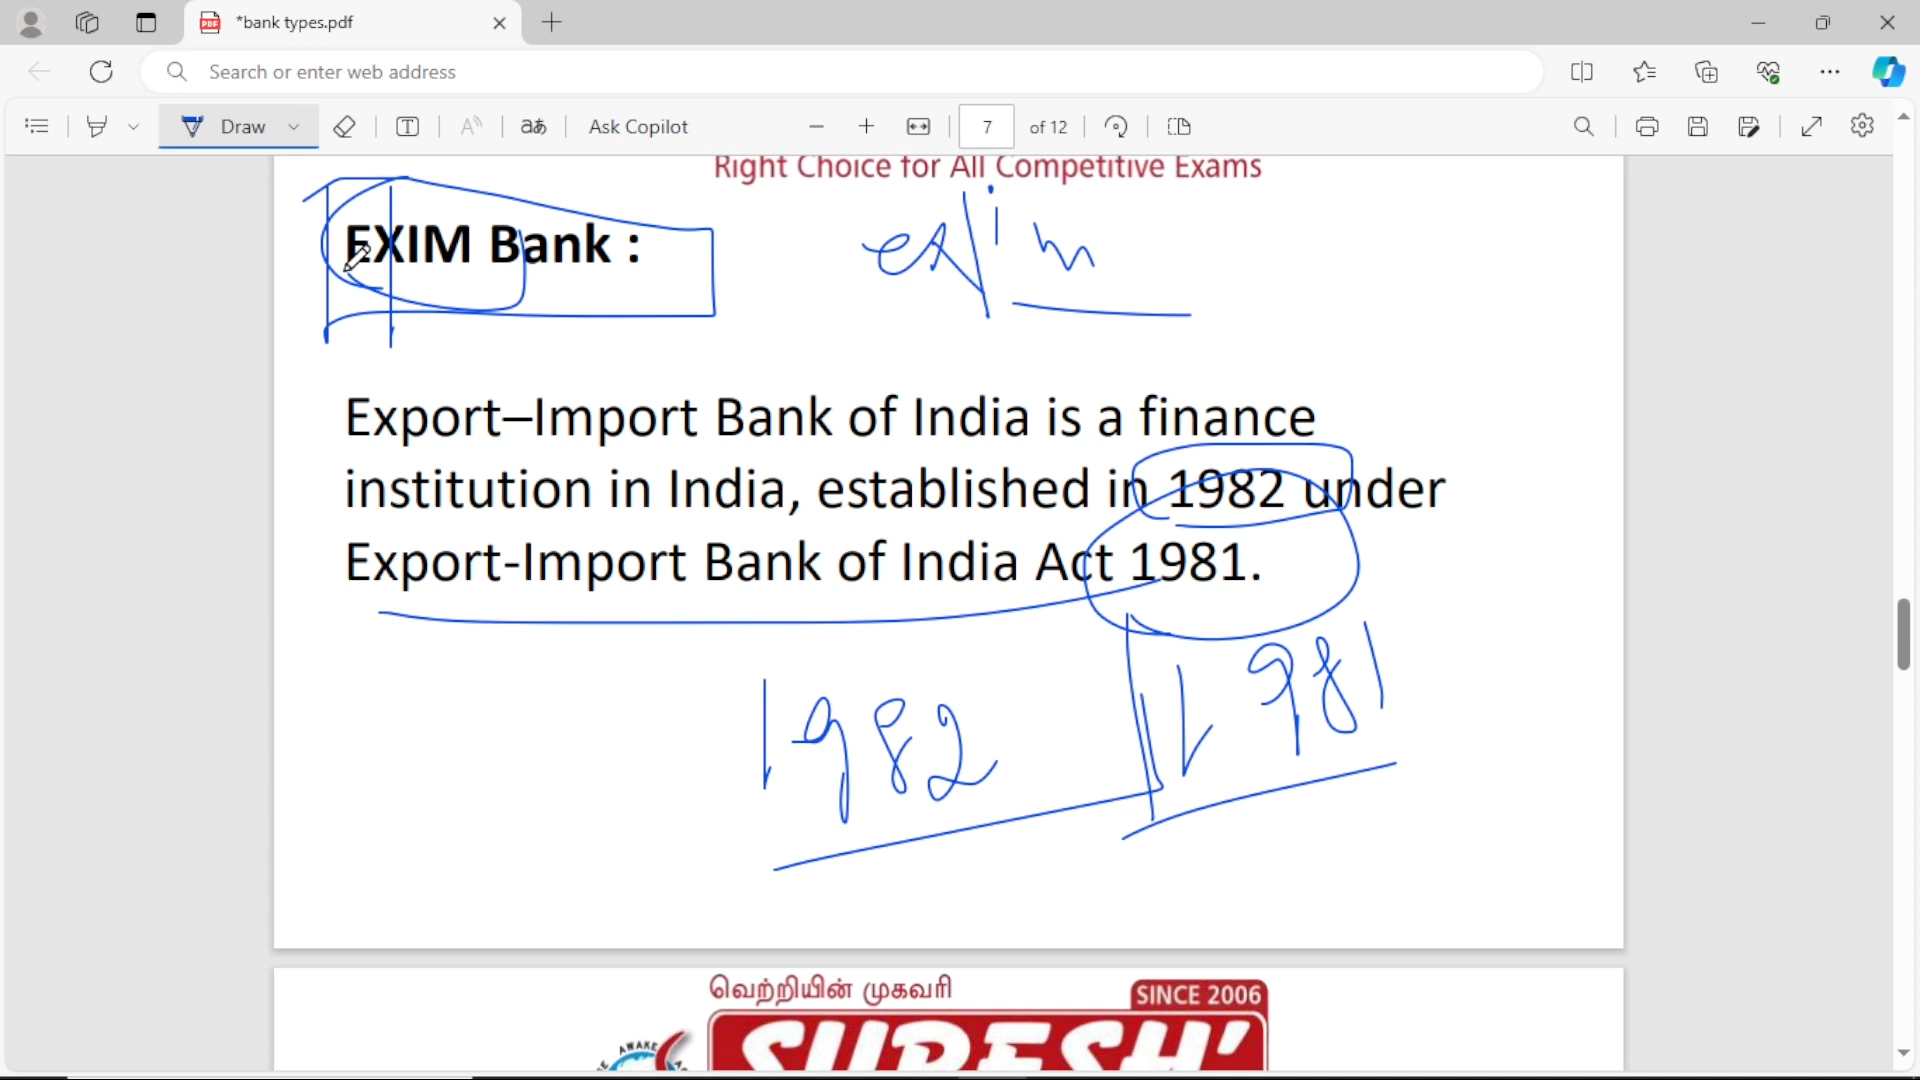 *bank types.pdf
Search or enter web address
Draw
Ask Copilot
7 of 12
Right Choice for All Competitive Exams
EXIM Bank :
exim
Export–Import Bank of India is a finance
institution in India, established in 1982 under
Export-Import Bank of India Act 1981.
1982
1981
வெற்றியின் முகவரி
SINCE 2006
SURESH'
AWAKE